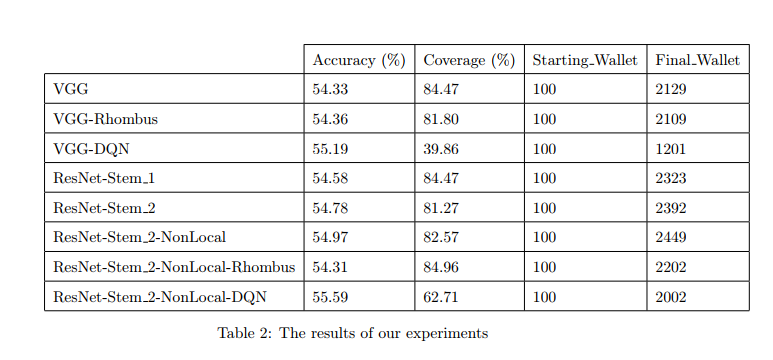 Accuracy (%) Coverage (%) Starting_Wallet Final_Wallet
VGG 54.33 84.47 100 2129
VGG-Rhombus 54.36 81.80 100 2109
VGG-DQN 55.19 39.86 100 1201
ResNet-Stem_1 54.58 84.47 100 2323
ResNet-Stem_2 54.78 81.27 100 2392
ResNet-Stem_2-NonLocal 54.97 82.57 100 2449
ResNet-Stem_2-NonLocal-Rhombus 54.31 84.96 100 2202
ResNet-Stem_2-NonLocal-DQN 55.59 62.71 100 2002
Table 2: The results of our experiments